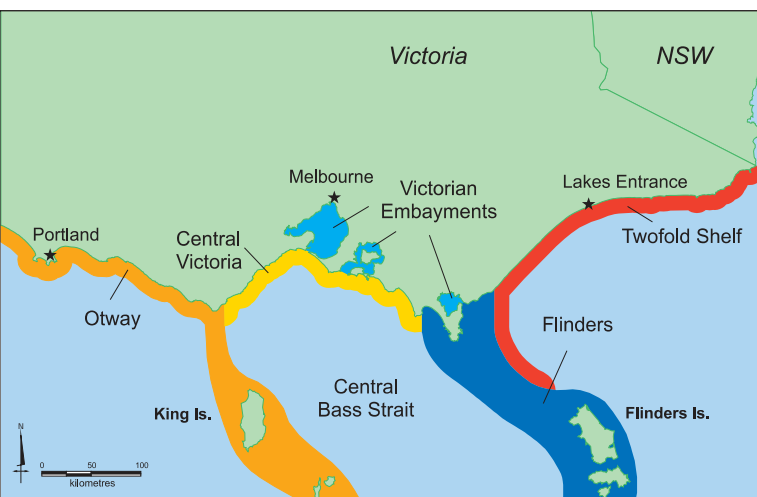 Victoria
NSW
Melbourne
Victorian
Embayments
Lakes Entrance
Portland
Central
Victoria
Twofold Shelf
Otway
Flinders
Central
Bass Strait
King Is.
Flinders Is.
N
0 50 100
kilometres